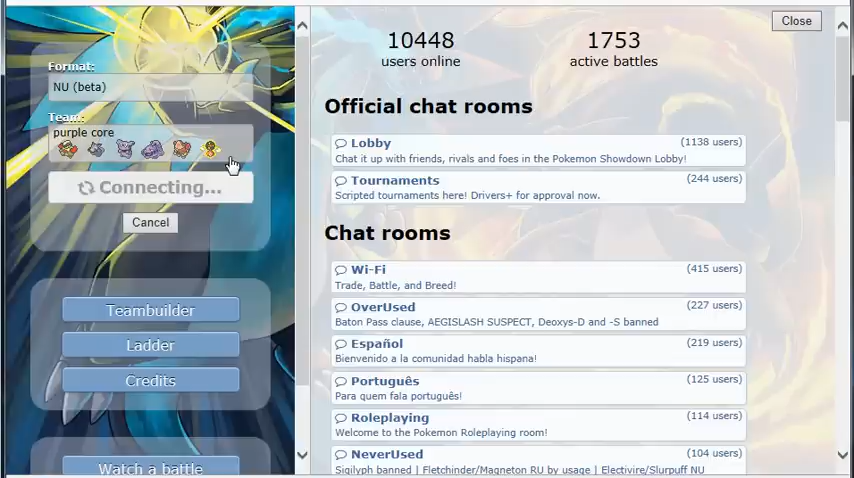 Format:
NU (beta)
Team:
purple core
Connecting...
Cancel
Teambuilder
Ladder
Credits
Watch a battle
Close
10448
users online
1753
active battles
Official chat rooms
Lobby
(1138 users)
Chat it up with friends, rivals and foes in the Pokemon Showdown Lobby!
Tournaments
(244 users)
Scripted tournaments here! Drivers+ for approval now.
Chat rooms
Wi-Fi
(415 users)
Trade, Battle, and Breed!
OverUsed
(227 users)
Baton Pass clause, AEGISLASH SUSPECT, Deoxys-D and -S banned
Español
(219 users)
Bienvenido a la comunidad habla hispana!
Português
(125 users)
Para quem fala português!
Roleplaying
(114 users)
Welcome to the Pokemon Roleplaying room!
NeverUsed
(104 users)
Sigilyph banned | Fletchinder/Magneton RU by usage | Electivire/Slurpuff NU